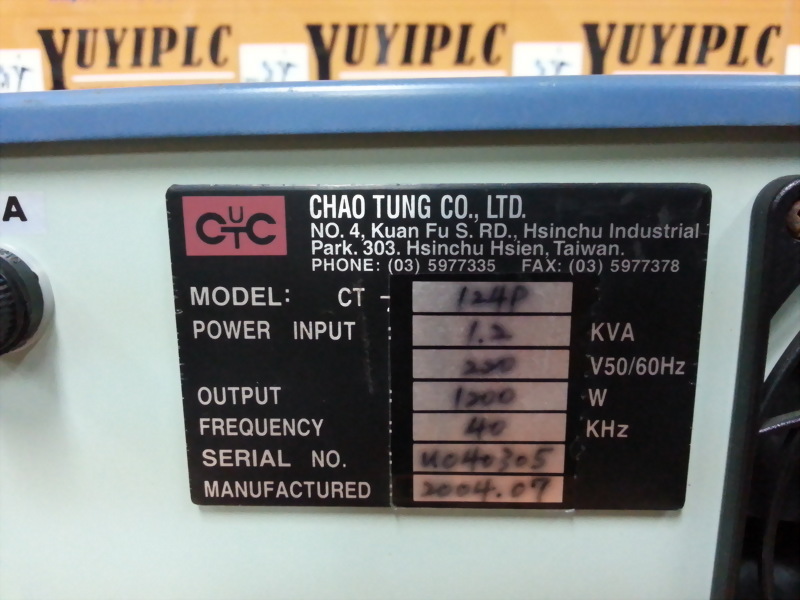 YUYIPLC YUYIPLC YUYIPLC
A
CUTC
CHAO TUNG CO., LTD.
NO. 4, Kuan Fu S. RD., Hsinchu Industrial
Park. 303. Hsinchu Hsien, Taiwan.
PHONE: (03) 5977335 FAX: (03) 5977378
MODEL: CT - 124P
POWER INPUT : 1.2 KVA
220 V50/60Hz
OUTPUT : 1200 W
FREQUENCY : 40 KHz
SERIAL NO. U040305
MANUFACTURED 2004.07